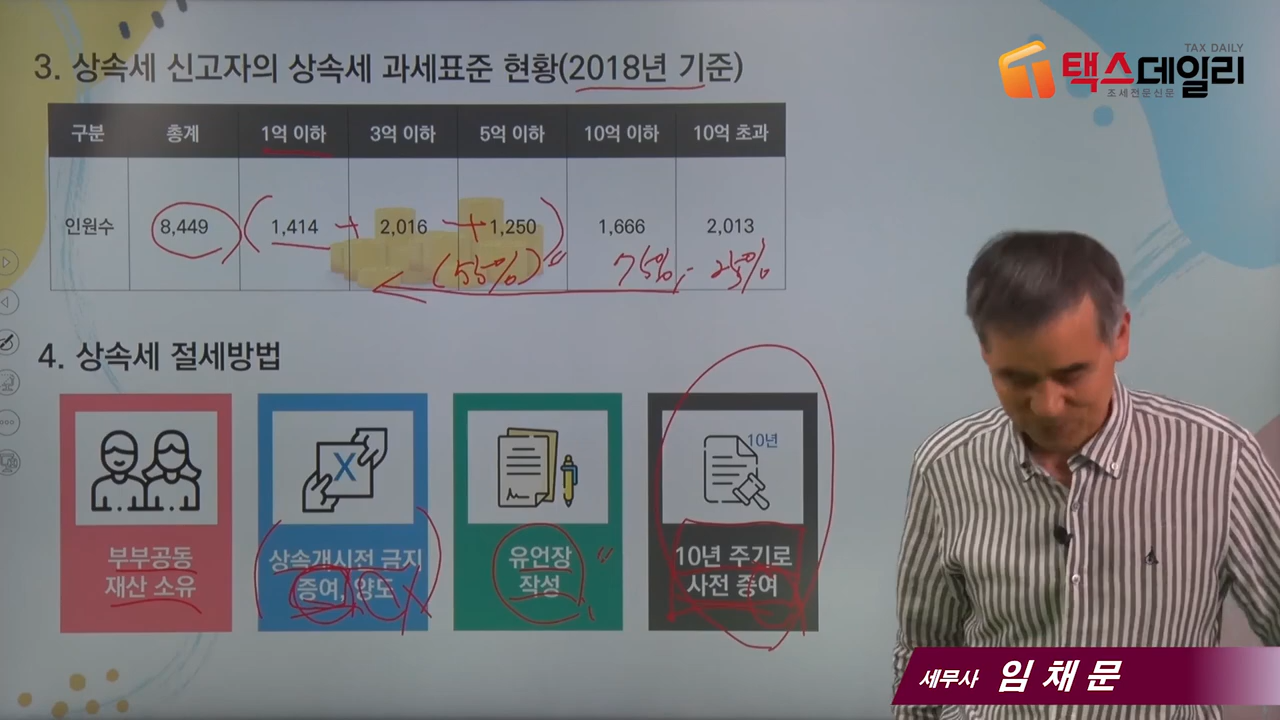 3. 상속세 신고자의 상속세 과세표준 현황(2018년 기준)
TAX DAILY
택스데일리
조세전문신문
구분 총계 1억 이하 3억 이하 5억 이하 10억 이하 10억 초과
인원수 8,449 1,414 + 2,016 + 1,250 1,666 2,013
(55%) 75% 25%
4. 상속세 절세방법
X
10년
부부공동
재산 소유
상속개시전 금지
증여, 양도
유언장
작성
10년 주기로
사전 증여
세무사 임채문